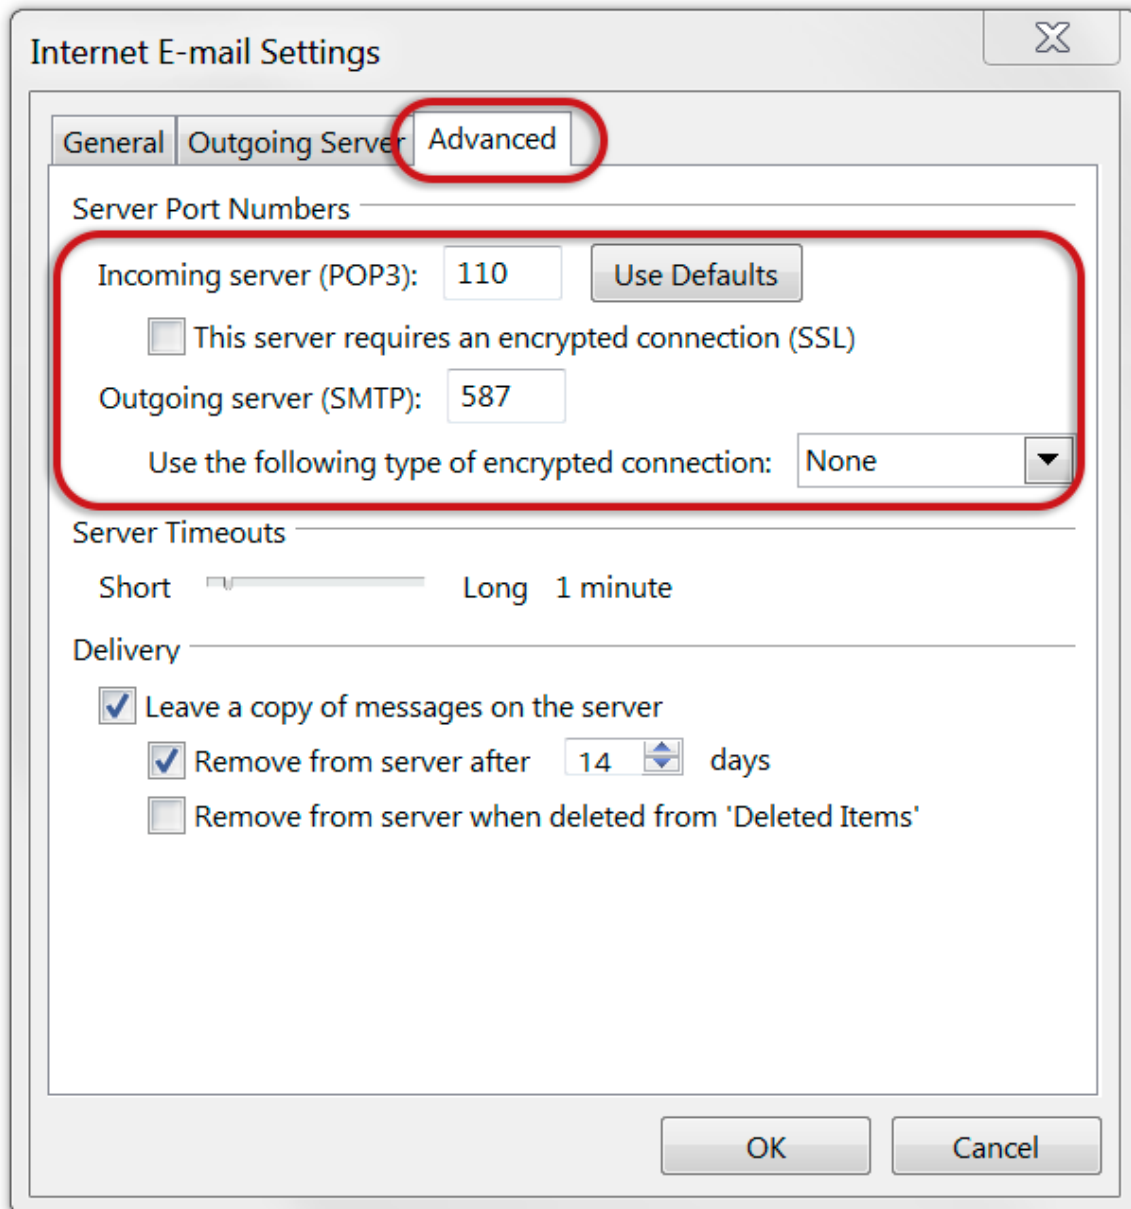 Internet E-mail Settings
General Outgoing Server Advanced
Server Port Numbers
Incoming server (POP3): 110 Use Defaults
This server requires an encrypted connection (SSL)
Outgoing server (SMTP): 587
Use the following type of encrypted connection: None
Server Timeouts
Short Long 1 minute
Delivery
Leave a copy of messages on the server
Remove from server after 14 days
Remove from server when deleted from 'Deleted Items'
OK Cancel